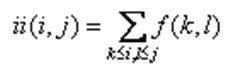 ii(i, j) = ∑ f(k, l)
k≤i,l≤j